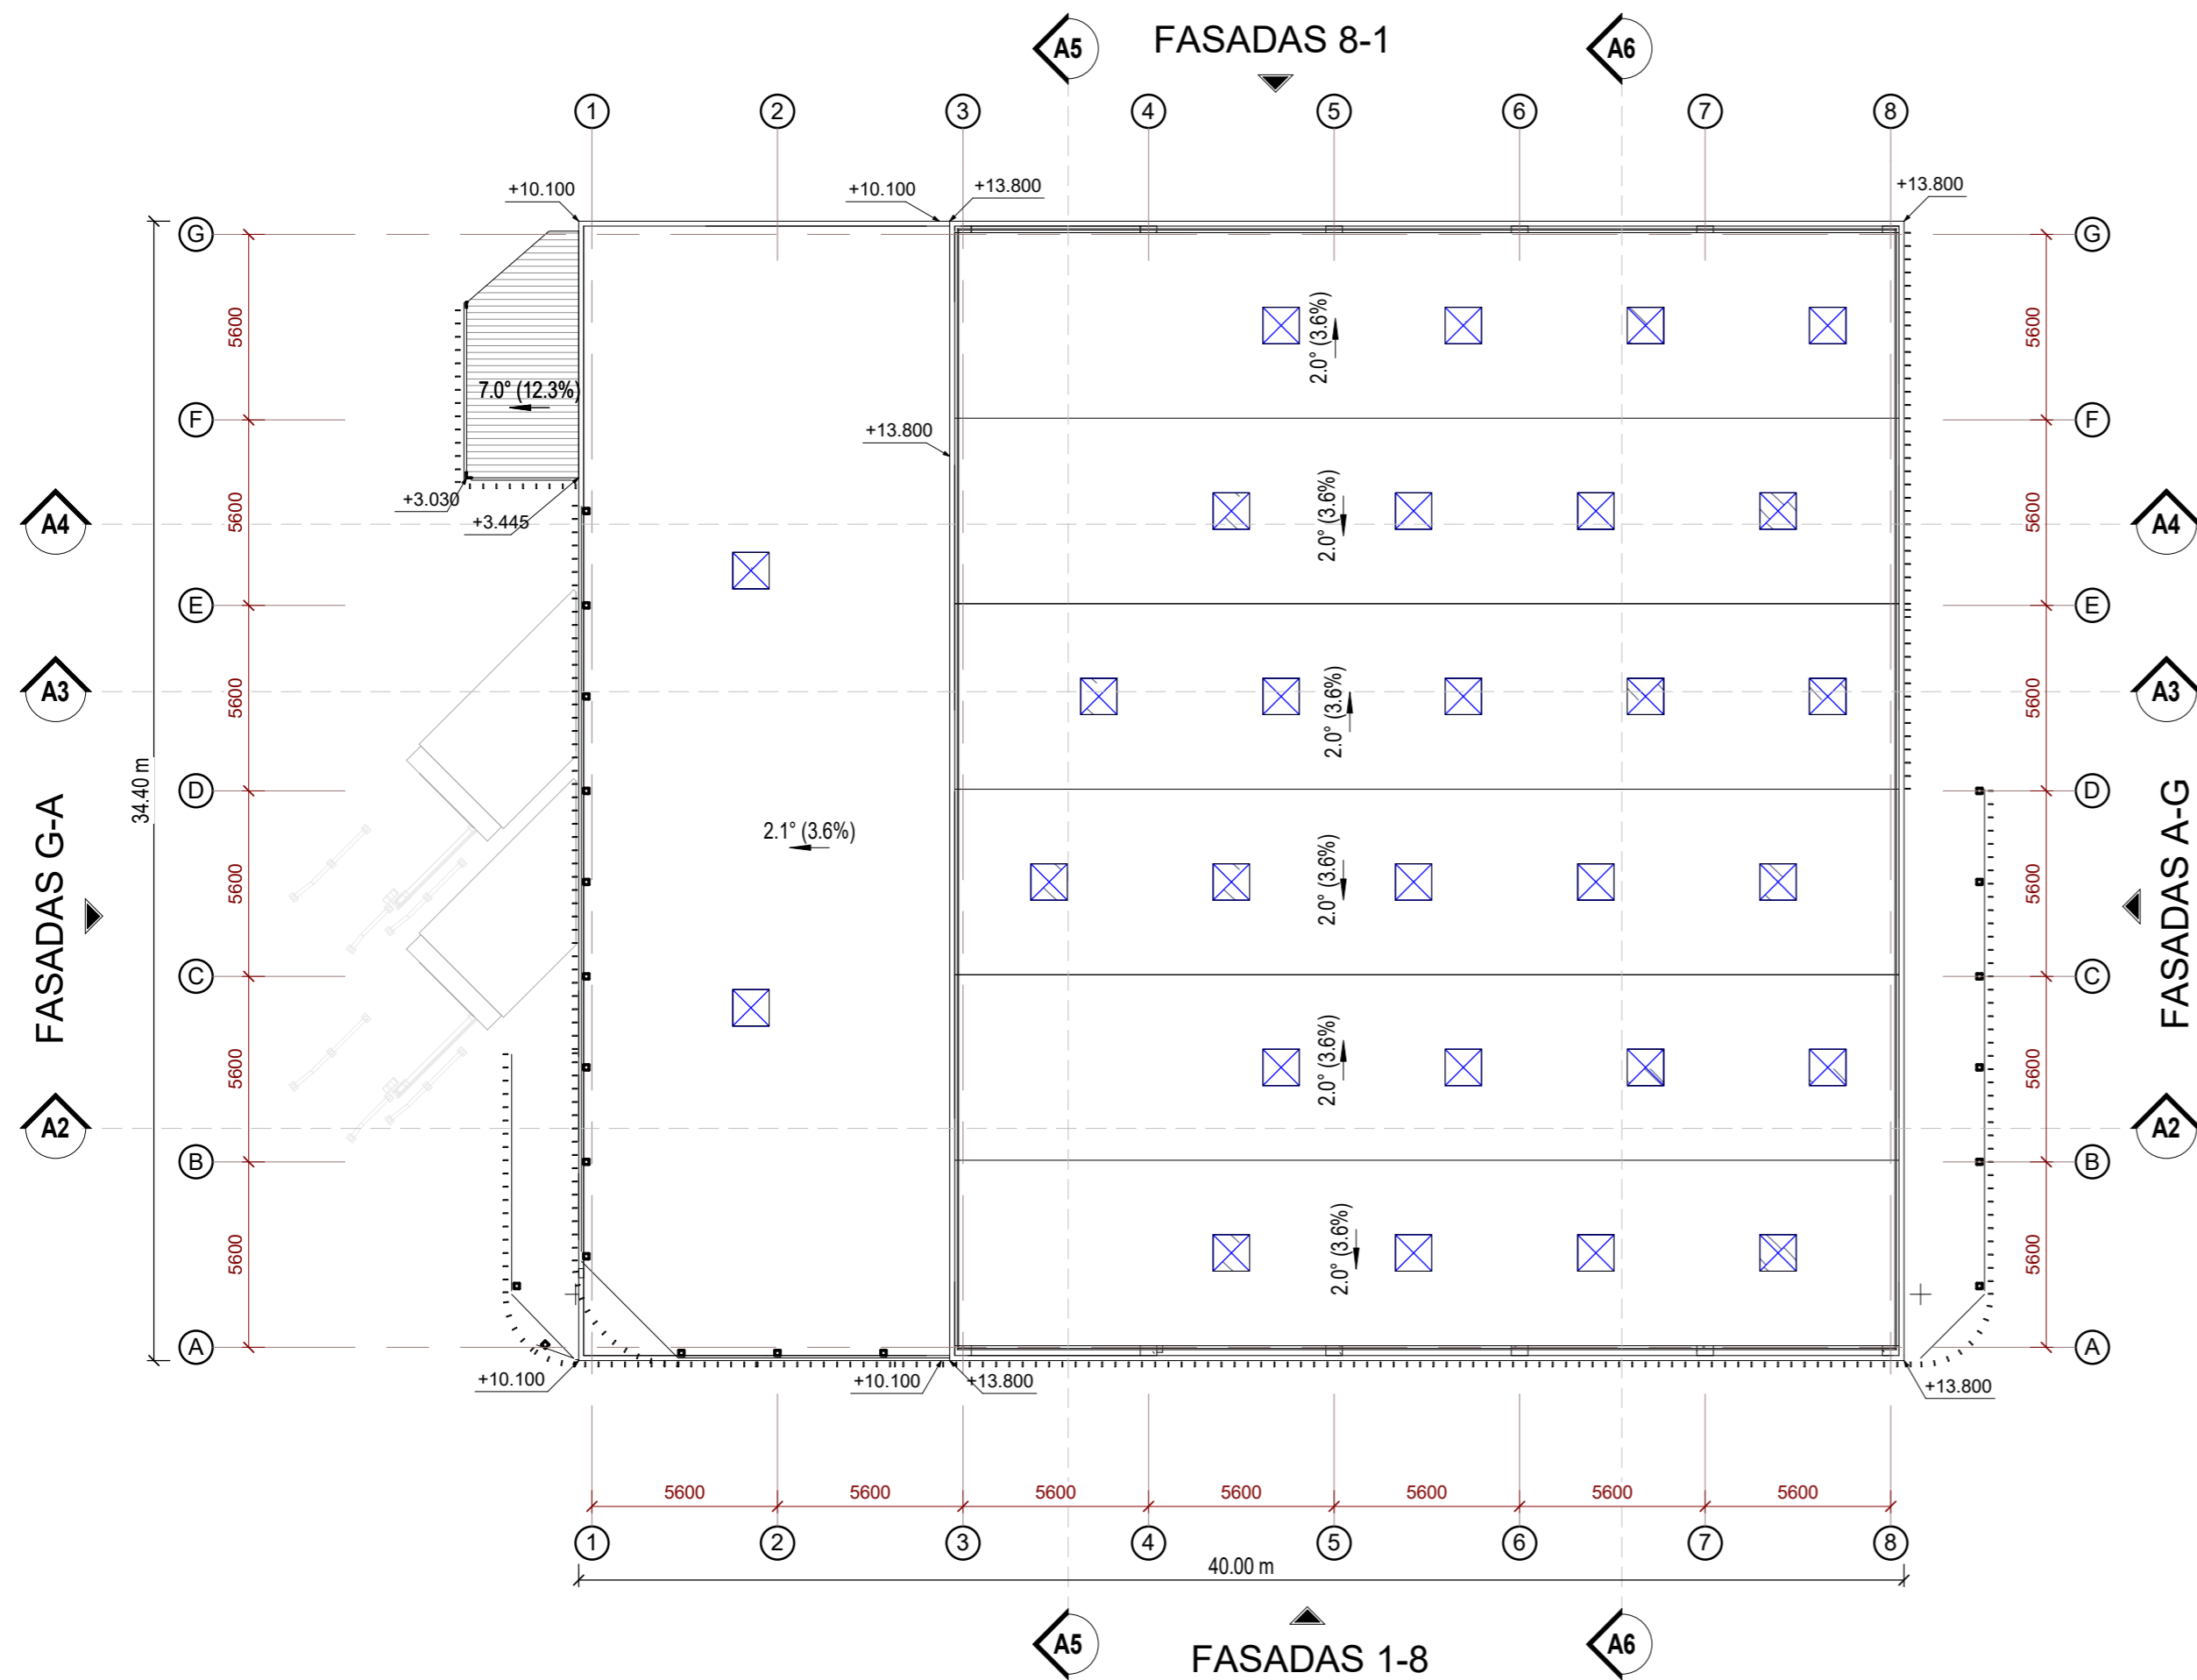 A5
FASADAS 8-1
A6
1
2
3
4
5
6
7
8
+10.100
+10.100
+13.800
+13.800
G
G
5600
2.0° (3.6%)
5600
7.0° (12.3%)
F
F
+13.800
+3.030
+3.445
A4
5600
2.0° (3.6%)
5600
A4
E
E
A3
5600
2.0° (3.6%)
5600
A3
34.40 m
D
D
2.1° (3.6%)
FASADAS G-A
5600
2.0° (3.6%)
5600
FASADAS A-G
C
C
5600
2.0° (3.6%)
5600
A2
A2
B
B
5600
2.0° (3.6%)
5600
A
A
+10.100
+10.100
+13.800
+13.800
5600
5600
5600
5600
5600
5600
5600
1
2
3
4
5
6
7
8
40.00 m
A5
FASADAS 1-8
A6